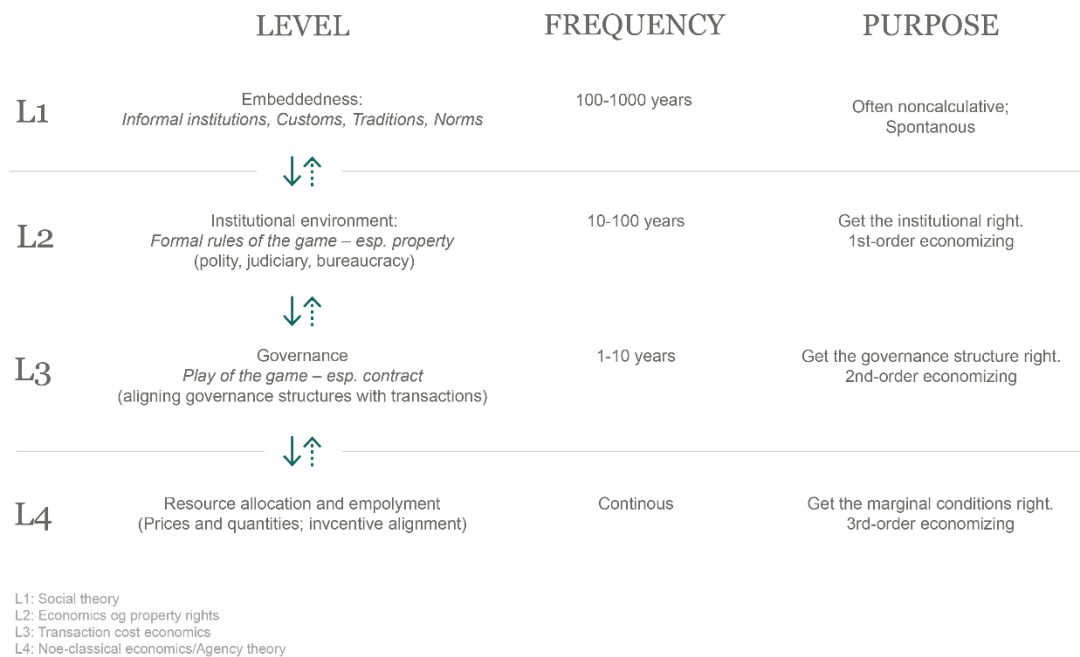 LEVEL FREQUENCY PURPOSE
L1
Embeddedness:
Informal institutions, Customs, Traditions, Norms
100-1000 years
Often noncalculative;
Spontanous
L2
Institutional environment:
Formal rules of the game – esp. property
(polity, judiciary, bureaucracy)
10-100 years
Get the institutional right.
1st-order economizing
L3
Governance
Play of the game – esp. contract
(aligning governance structures with transactions)
1-10 years
Get the governance structure right.
2nd-order economizing
L4
Resource allocation and empolyment
(Prices and quantities; invcentive alignment)
Continous
Get the marginal conditions right.
3rd-order economizing
L1: Social theory
L2: Economics og property rights
L3: Transaction cost economics
L4: Noe-classical economics/Agency theory